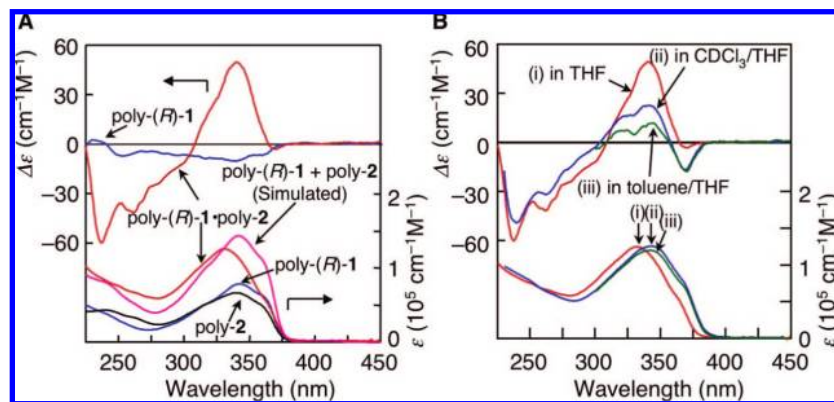 A
60
30
0
−30
−60
Δε (cm⁻¹M⁻¹)
poly-(R)-1
poly-(R)-1 + poly-2
(Simulated)
poly-(R)-1•poly-2
poly-(R)-1
poly-2
2
1
0
ε (10⁵ cm⁻¹M⁻¹)
250 300 350 400 450
Wavelength (nm)
B
60
30
0
−30
−60
Δε (cm⁻¹M⁻¹)
(i) in THF
(ii) in CDCl₃/THF
(iii) in toluene/THF
(i) (ii) (iii)
2
1
0
ε (10⁵ cm⁻¹M⁻¹)
250 300 350 400 450
Wavelength (nm)